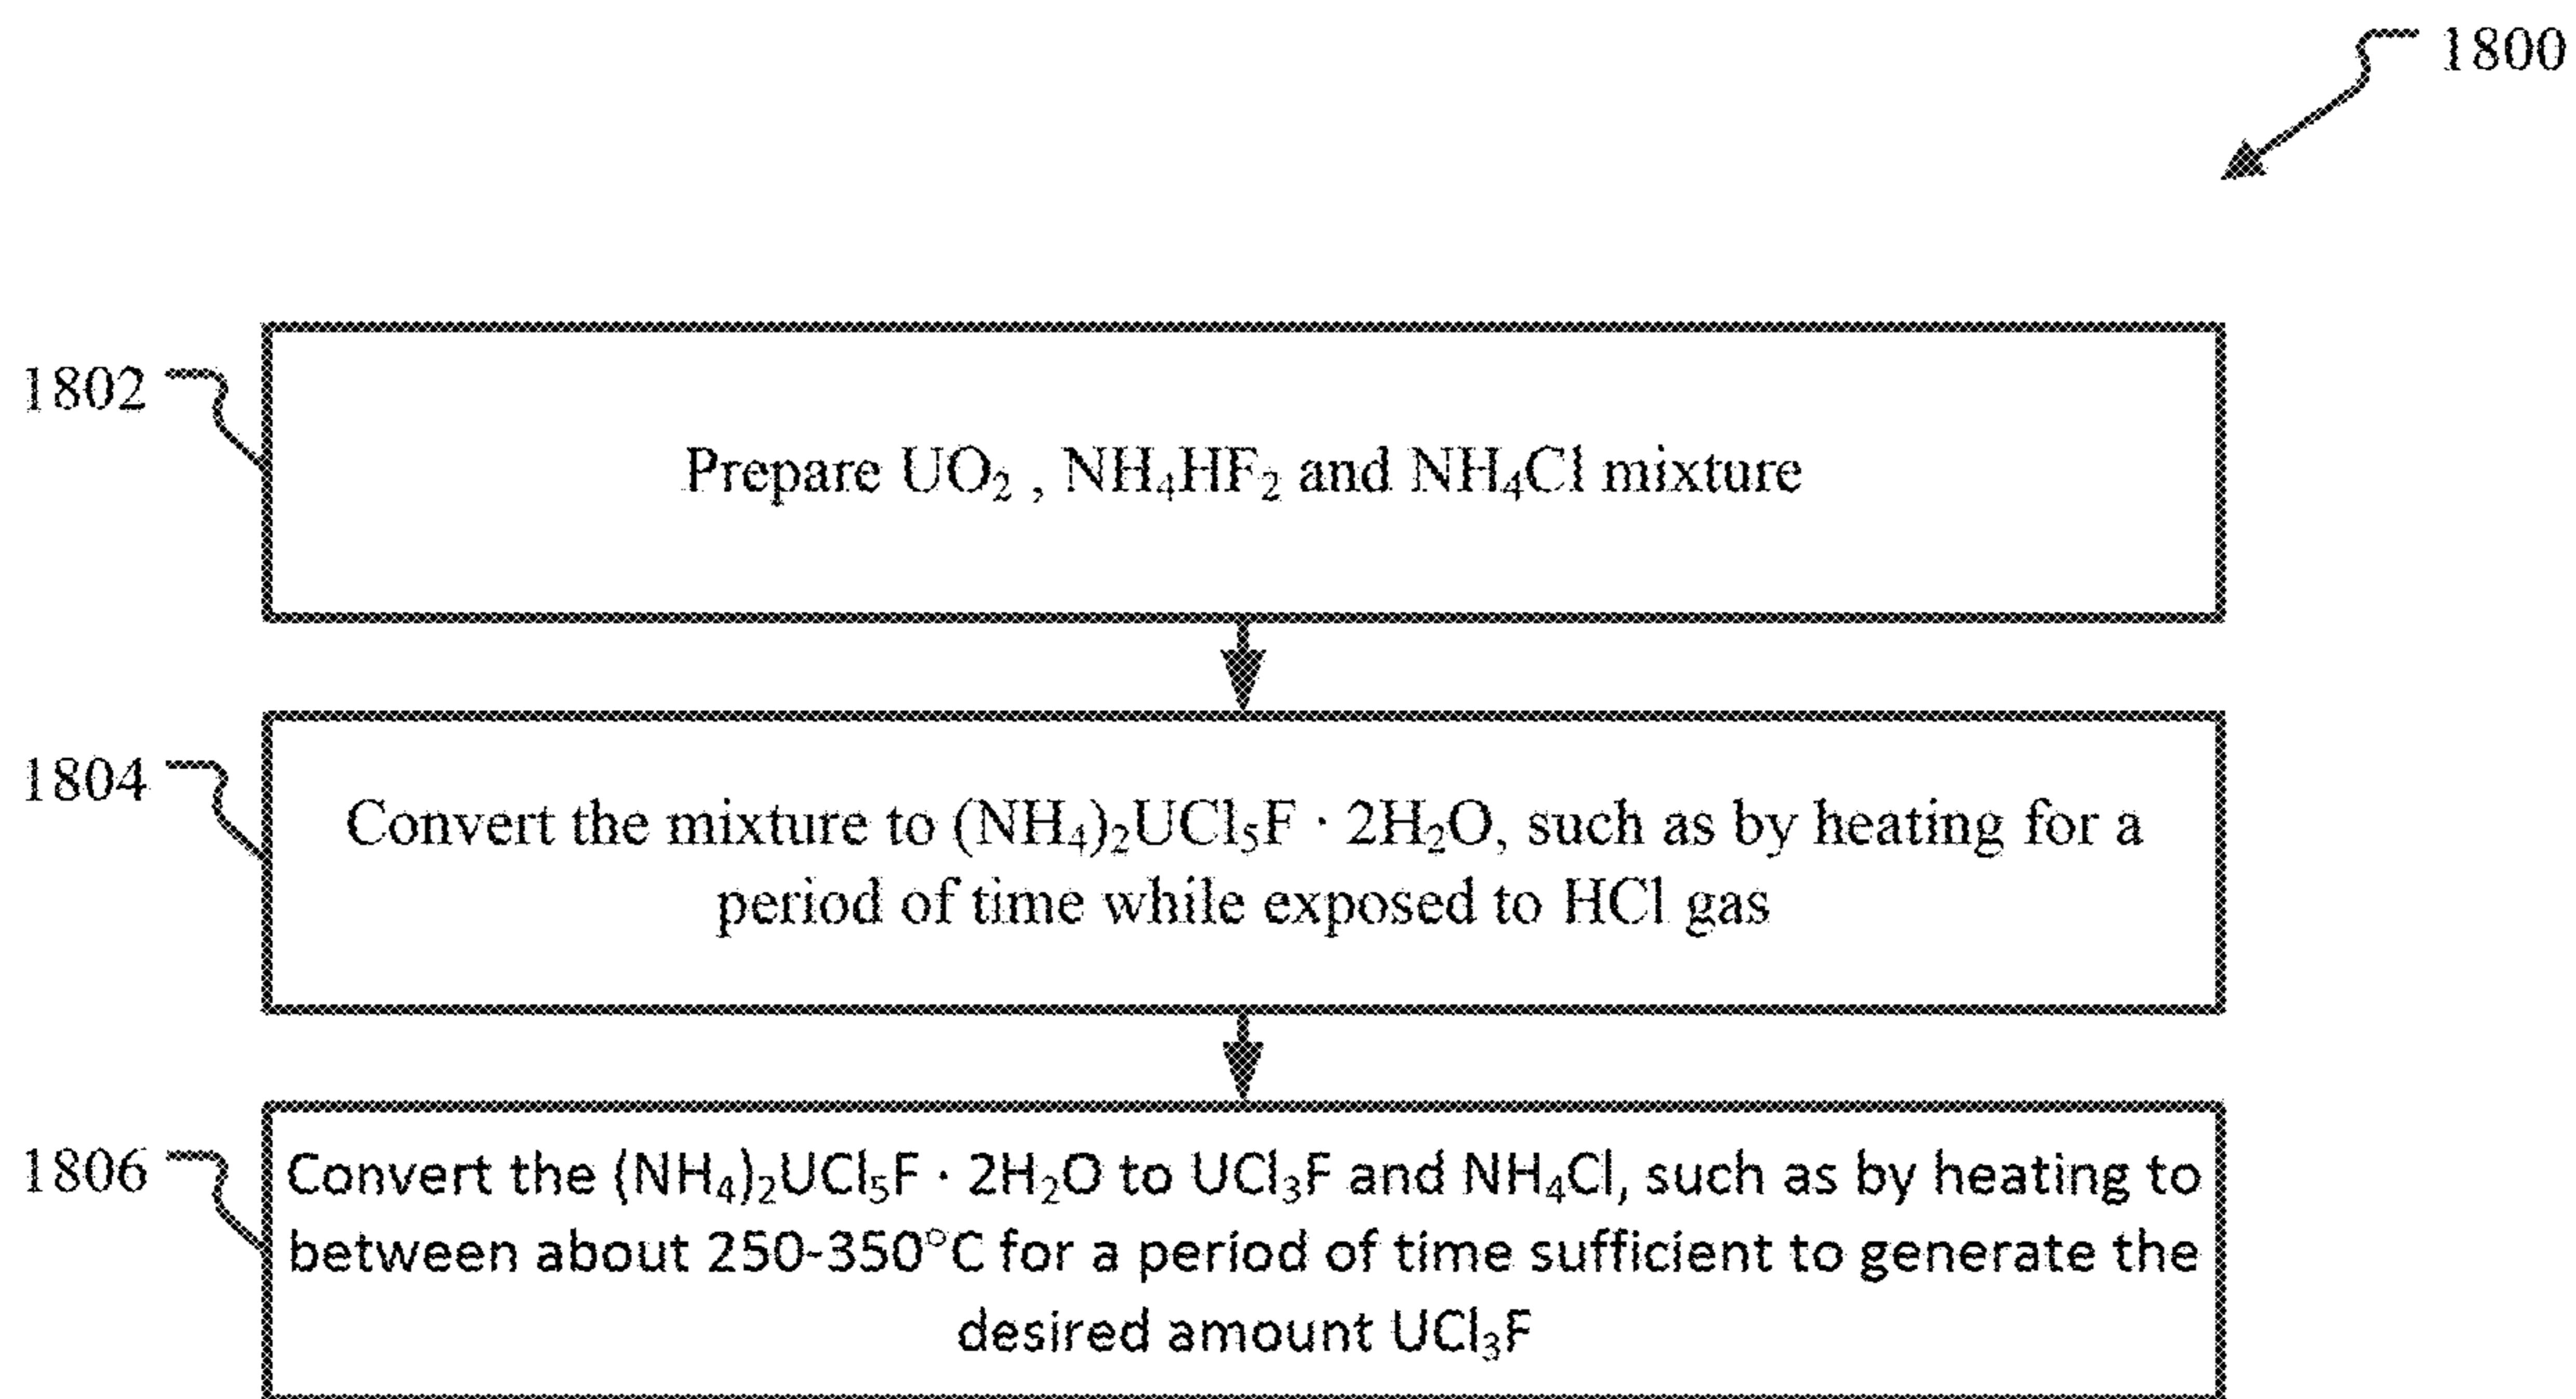 1800
1802
Prepare UO₂ , NH₄HF₂ and NH₄Cl mixture
1804
Convert the mixture to (NH₄)₂UCl₅F · 2H₂O, such as by heating for a
period of time while exposed to HCl gas
1806
Convert the (NH₄)₂UCl₅F · 2H₂O to UCl₃F and NH₄Cl, such as by heating to
between about 250-350°C for a period of time sufficient to generate the
desired amount UCl₃F